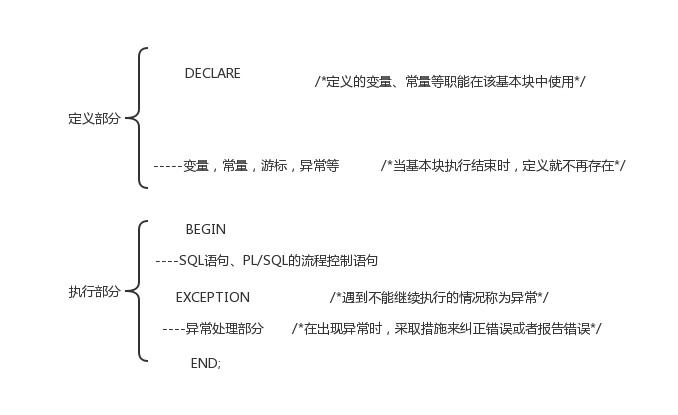 DECLARE
/*定义的变量、常量等职能在该基本块中使用*/
定义部分
-----变量，常量，游标，异常等 /*当基本块执行结束时，定义就不再存在*/
BEGIN
----SQL语句、PL/SQL的流程控制语句
执行部分
EXCEPTION /*遇到不能继续执行的情况称为异常*/
----异常处理部分 /*在出现异常时，采取措施来纠正错误或者报告错误*/
END;